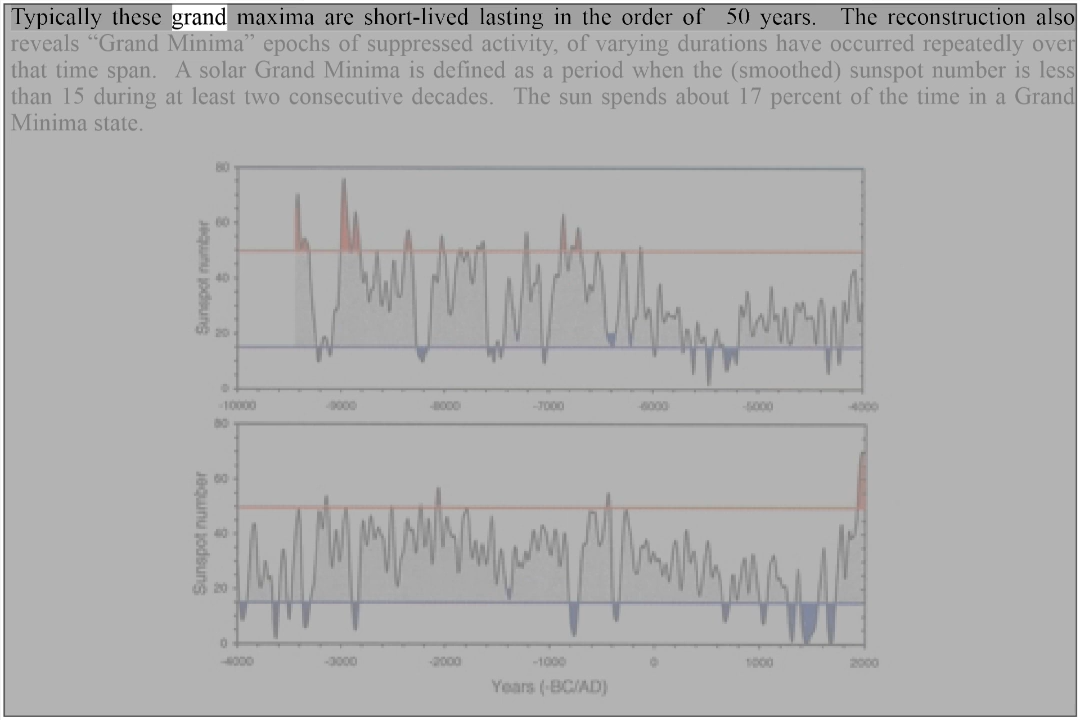 Typically these grand maxima are short-lived lasting in the order of 50 years. The reconstruction also
reveals “Grand Minima” epochs of suppressed activity, of varying durations have occurred repeatedly over
that time span. A solar Grand Minima is defined as a period when the (smoothed) sunspot number is less
than 15 during at least two consecutive decades. The sun spends about 17 percent of the time in a Grand
Minima state.
80
60
40
20
0
Sunspot number
-10000 -9000 -8000 -7000 -6000 -5000 -4000
80
60
40
20
0
Sunspot number
-4000 -3000 -2000 -1000 0 1000 2000
Years (-BC/AD)